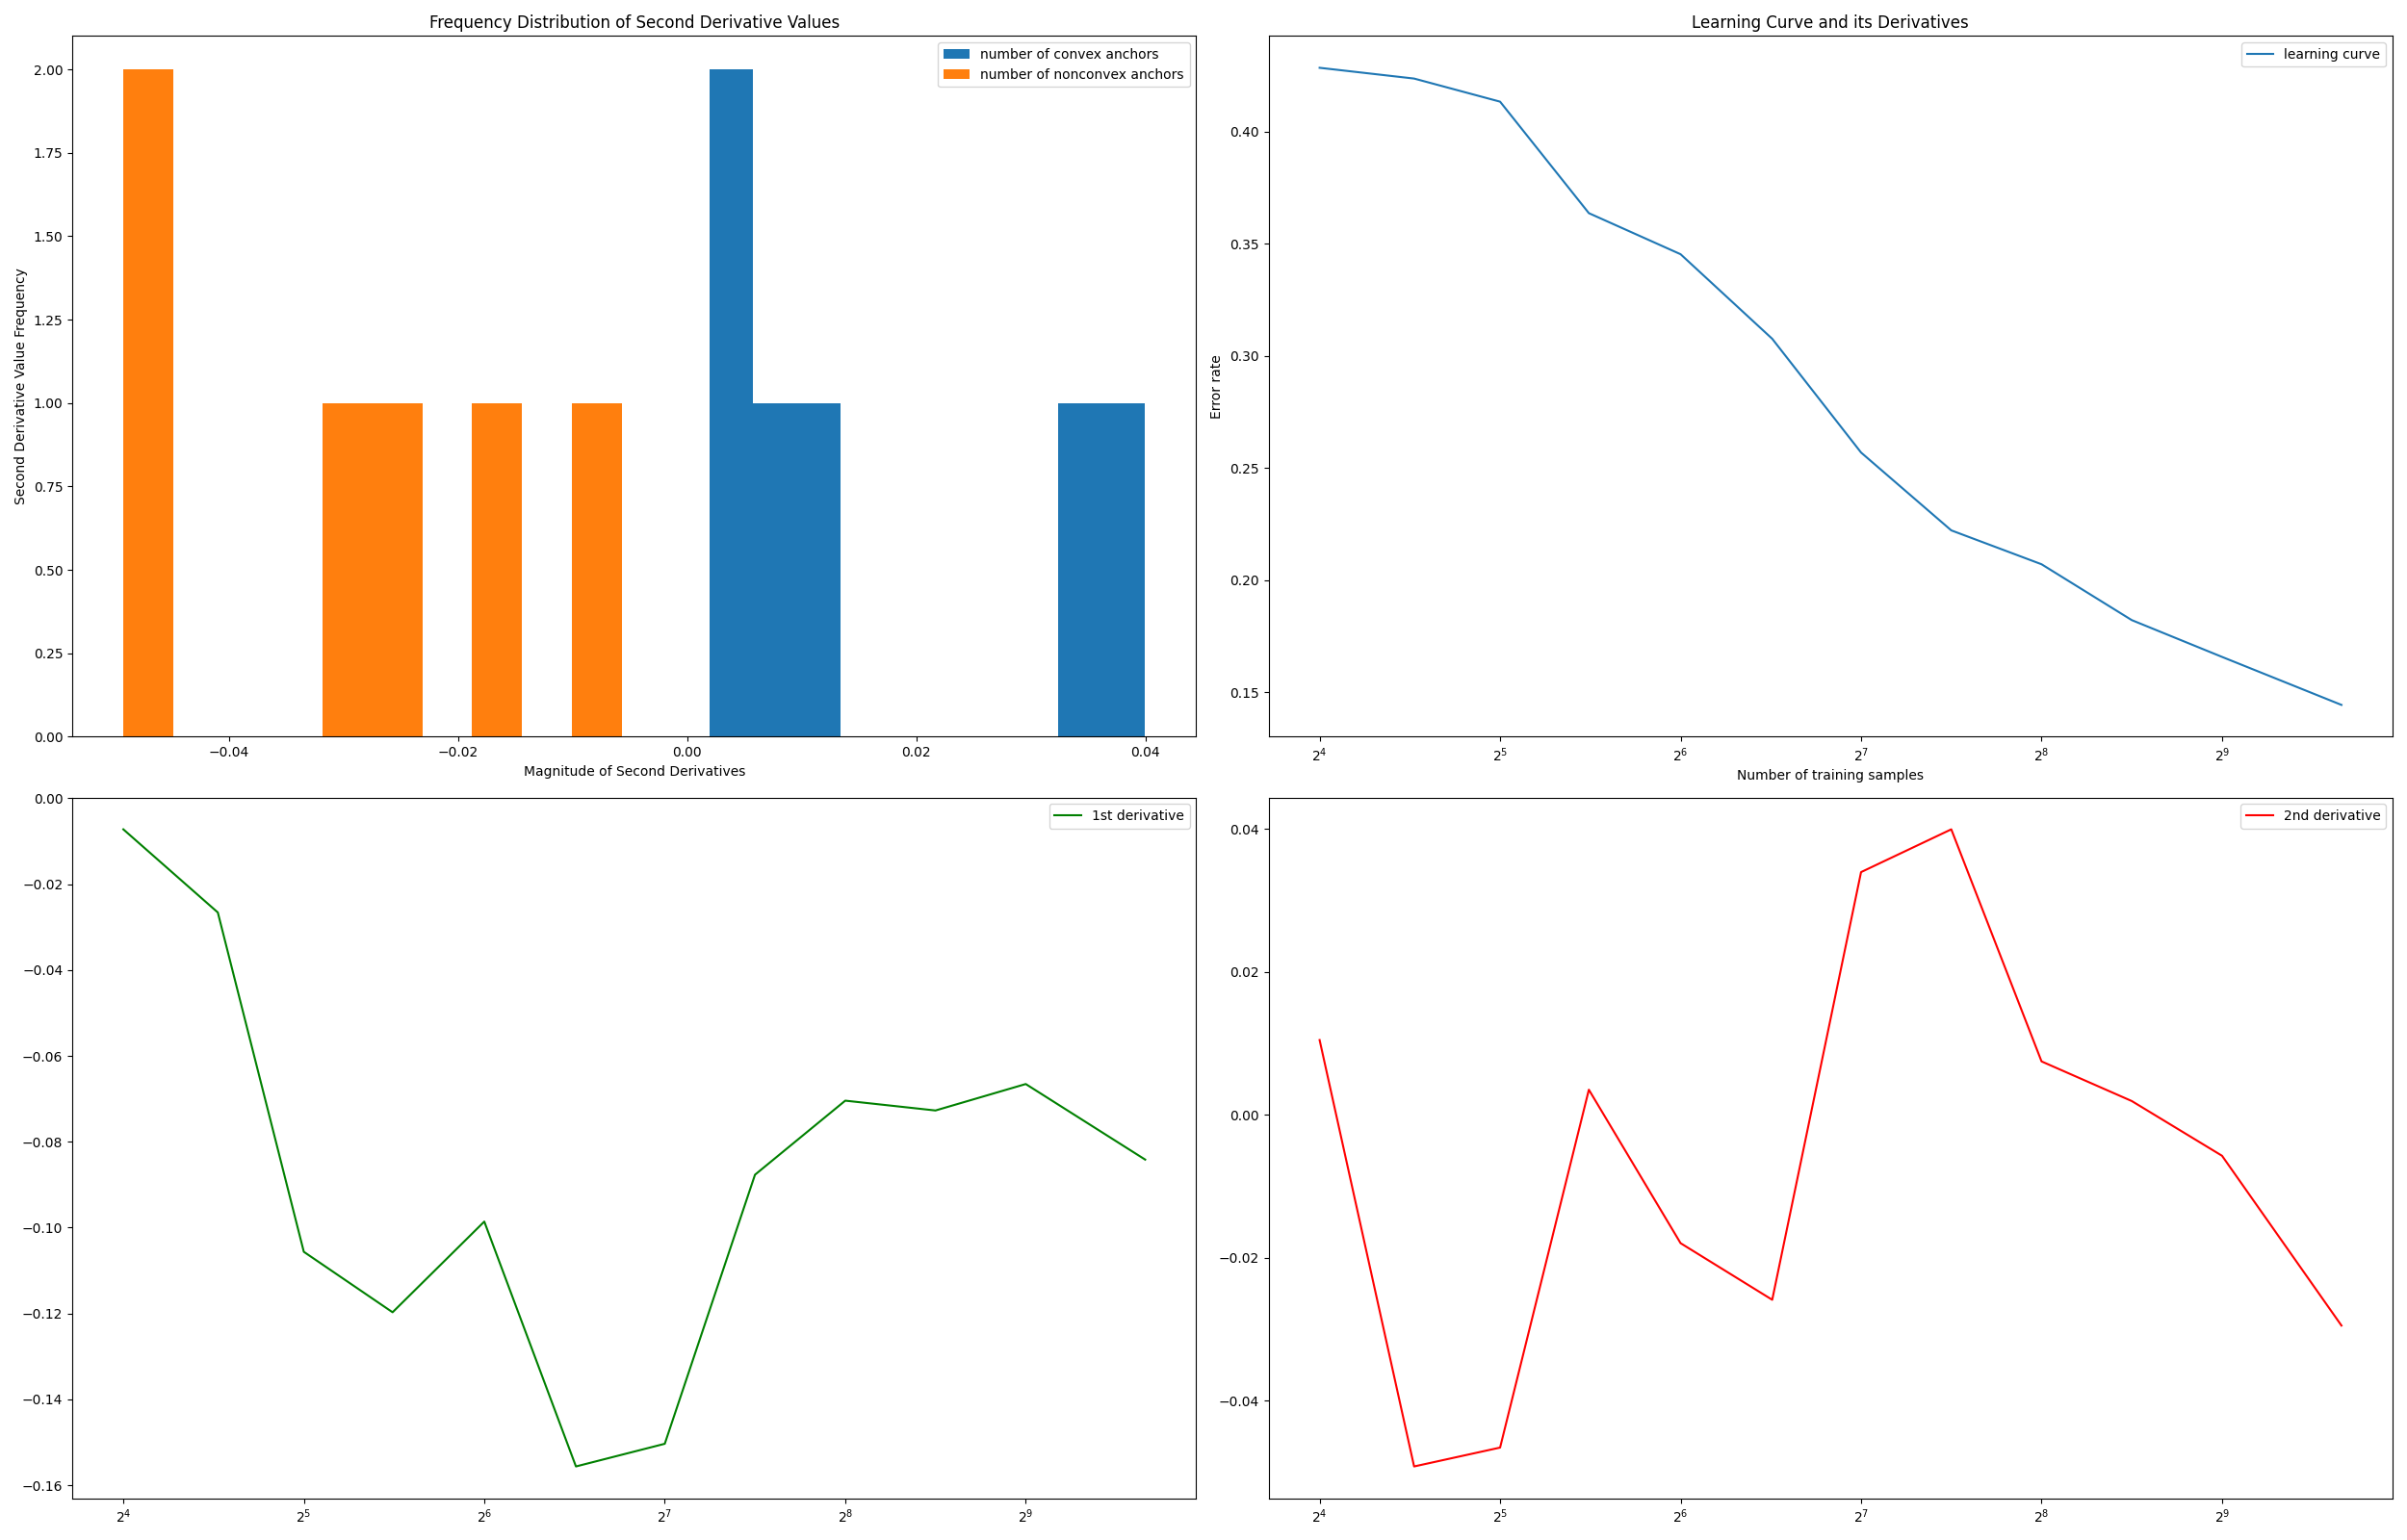 Frequency Distribution of Second Derivative Values
number of convex anchors
number of nonconvex anchors
2.00
1.75
1.50
1.25
1.00
0.75
0.50
0.25
0.00
Second Derivative Value Frequency
−0.04 −0.02 0.00 0.02 0.04
Magnitude of Second Derivatives
Learning Curve and its Derivatives
learning curve
0.40
0.35
0.30
0.25
0.20
0.15
Error rate
2⁴ 2⁵ 2⁶ 2⁷ 2⁸ 2⁹
Number of training samples
1st derivative
0.00
−0.02
−0.04
−0.06
−0.08
−0.10
−0.12
−0.14
−0.16
2⁴ 2⁵ 2⁶ 2⁷ 2⁸ 2⁹
2nd derivative
0.04
0.02
0.00
−0.02
−0.04
2⁴ 2⁵ 2⁶ 2⁷ 2⁸ 2⁹